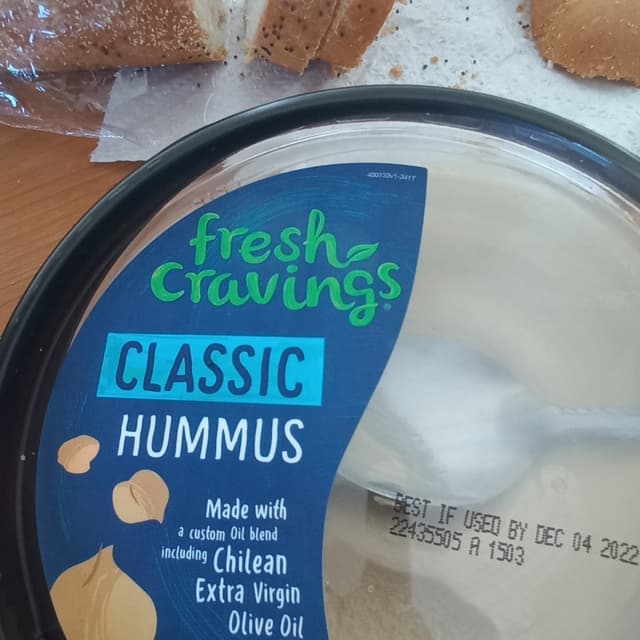 400133v1-3417
fresh
cravings®
CLASSIC
HUMMUS
Made with
a custom Oil blend
including Chilean
Extra Virgin
Olive Oil
BEST IF USED BY DEC 04 2022
22435505 A 1503